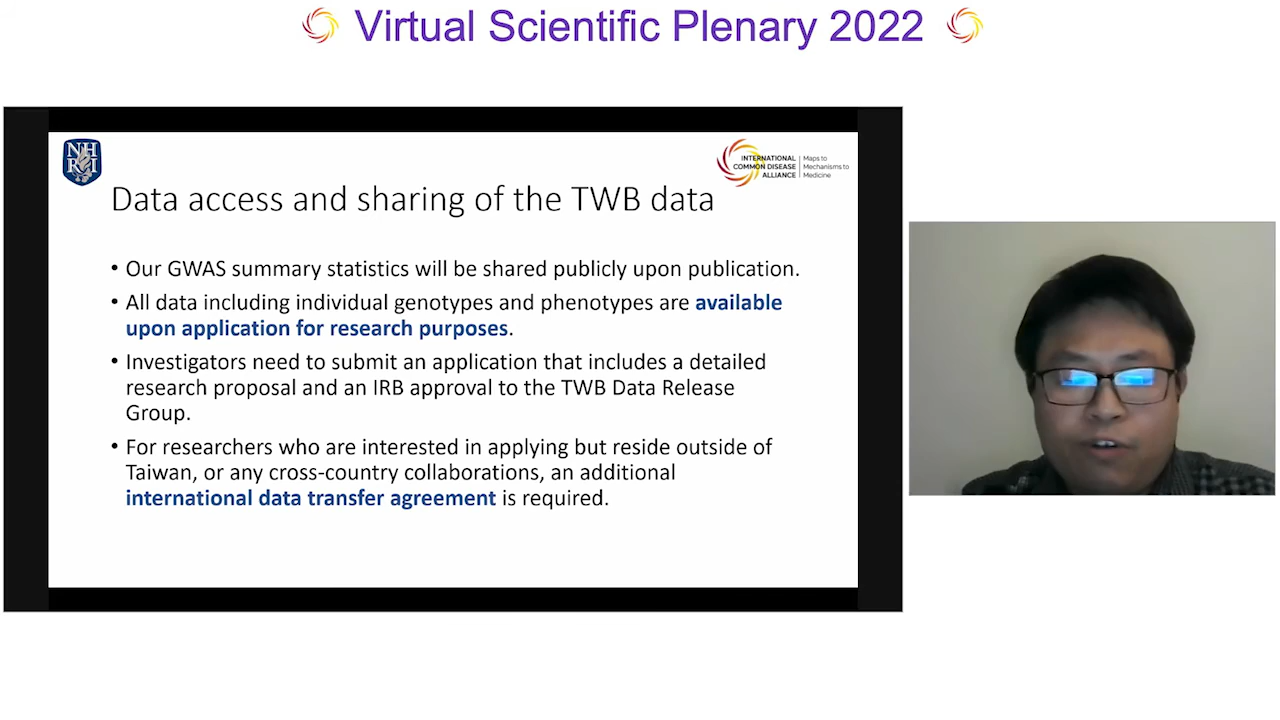 Virtual Scientific Plenary 2022
NH
RI
INTERNATIONAL
COMMON DISEASE
ALLIANCE
Maps to
Mechanisms to
Medicine
Data access and sharing of the TWB data
• Our GWAS summary statistics will be shared publicly upon publication.
• All data including individual genotypes and phenotypes are available
upon application for research purposes.
• Investigators need to submit an application that includes a detailed
research proposal and an IRB approval to the TWB Data Release
Group.
• For researchers who are interested in applying but reside outside of
Taiwan, or any cross-country collaborations, an additional
international data transfer agreement is required.